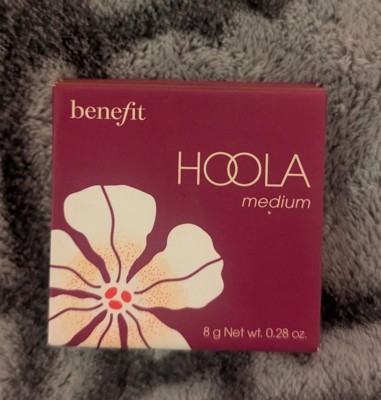 benefit
HOOLA
medium
8 g Net wt. 0.28 oz.